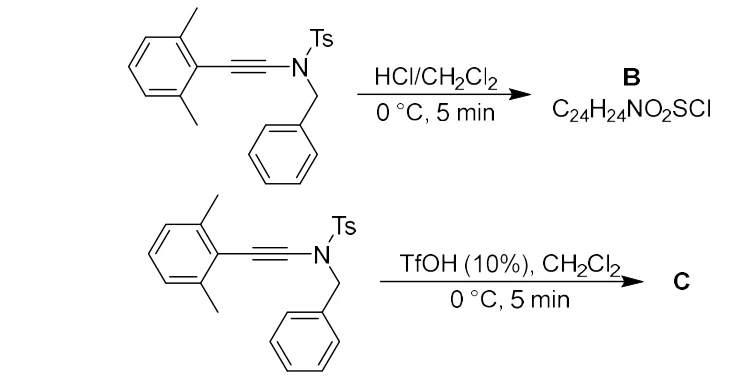 Ts
N
HCl/CH₂Cl₂
0 °C, 5 min
B
C₂₄H₂₄NO₂SCl
Ts
N
TfOH (10%), CH₂Cl₂
0 °C, 5 min
C